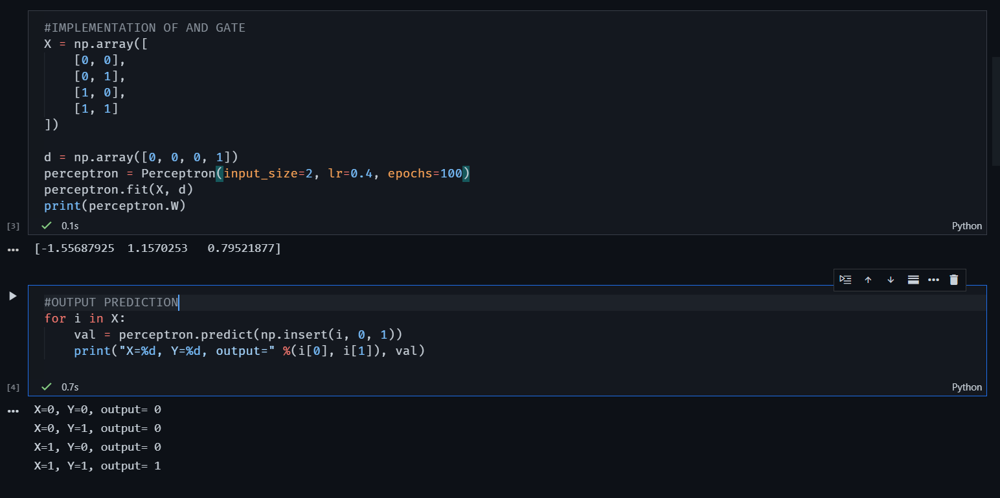 #IMPLEMENTATION OF AND GATE
X = np.array([
    [0, 0],
    [0, 1],
    [1, 0],
    [1, 1]
])
d = np.array([0, 0, 0, 1])
perceptron = Perceptron(input_size=2, lr=0.4, epochs=100)
perceptron.fit(X, d)
print(perceptron.W)
[3] 0.1s Python
[-1.55687925  1.1570253   0.79521877]
#OUTPUT PREDICTION
for i in X:
    val = perceptron.predict(np.insert(i, 0, 1))
    print("X=%d, Y=%d, output=" %(i[0], i[1]), val)
[4] 0.7s Python
X=0, Y=0, output= 0
X=0, Y=1, output= 0
X=1, Y=0, output= 0
X=1, Y=1, output= 1